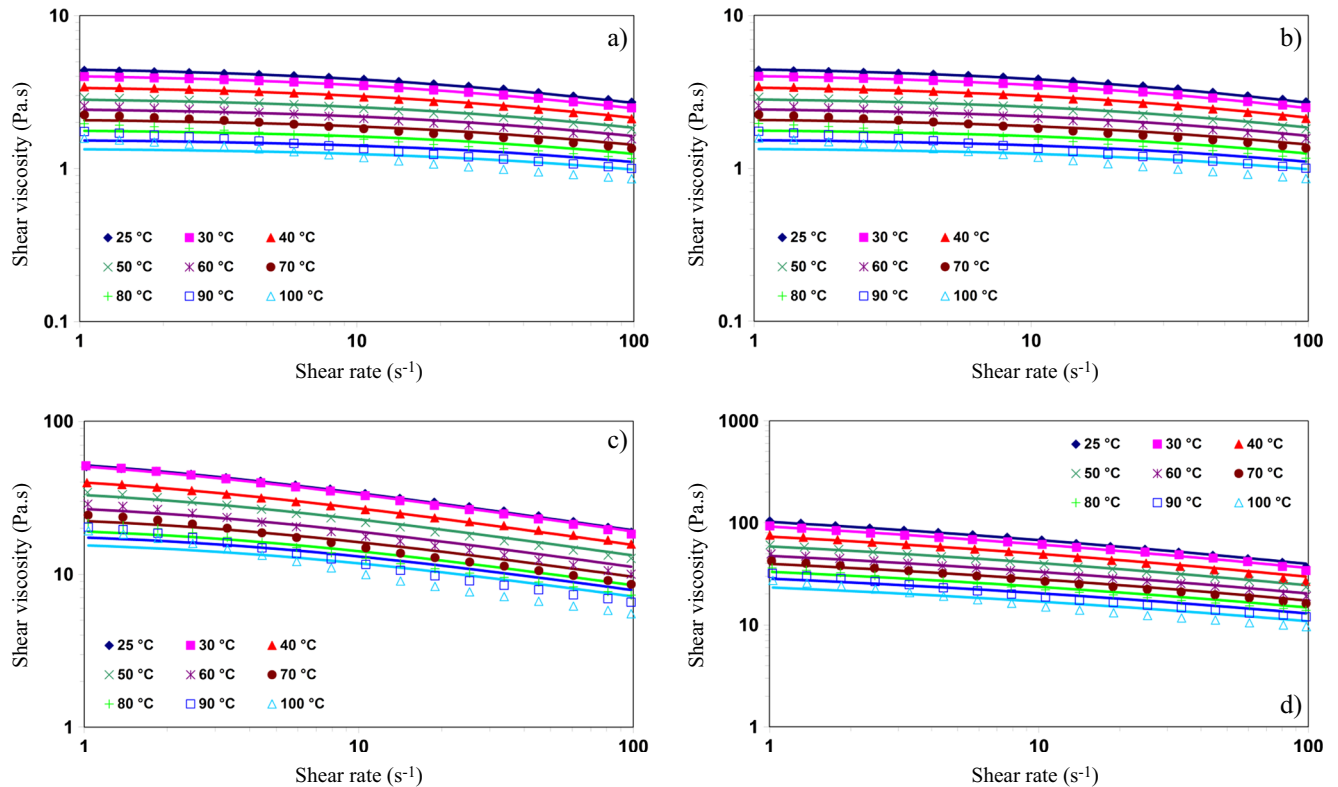 10
a)
Shear viscosity (Pa.s)
1
25 °C 30 °C 40 °C
50 °C 60 °C 70 °C
80 °C 90 °C 100 °C
0.1
1 10 100
Shear rate (s-1)
10
b)
Shear viscosity (Pa.s)
1
25 °C 30 °C 40 °C
50 °C 60 °C 70 °C
80 °C 90 °C 100 °C
0.1
1 10 100
Shear rate (s-1)
100
c)
Shear viscosity (Pa.s)
10
25 °C 30 °C 40 °C
50 °C 60 °C 70 °C
80 °C 90 °C 100 °C
1
1 10 100
Shear rate (s-1)
1000
25 °C 30 °C 40 °C
50 °C 60 °C 70 °C
80 °C 90 °C 100 °C
100
Shear viscosity (Pa.s)
10
d)
1
1 10 100
Shear rate (s-1)